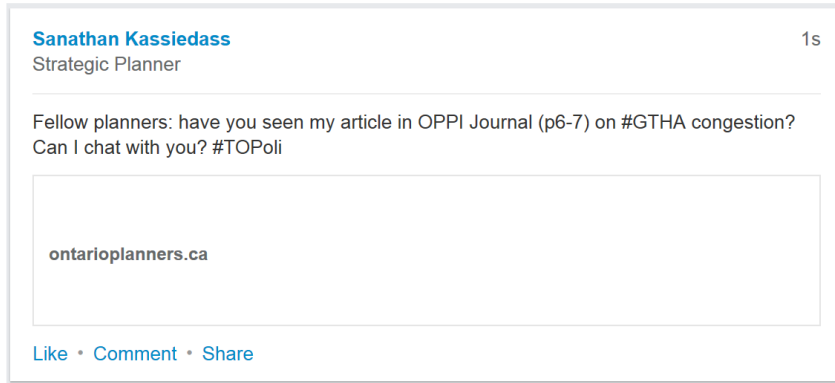 Sanathan Kassiedass 1s
Strategic Planner
Fellow planners: have you seen my article in OPPI Journal (p6-7) on #GTHA congestion?
Can I chat with you? #TOPoli
ontarioplanners.ca
Like • Comment • Share